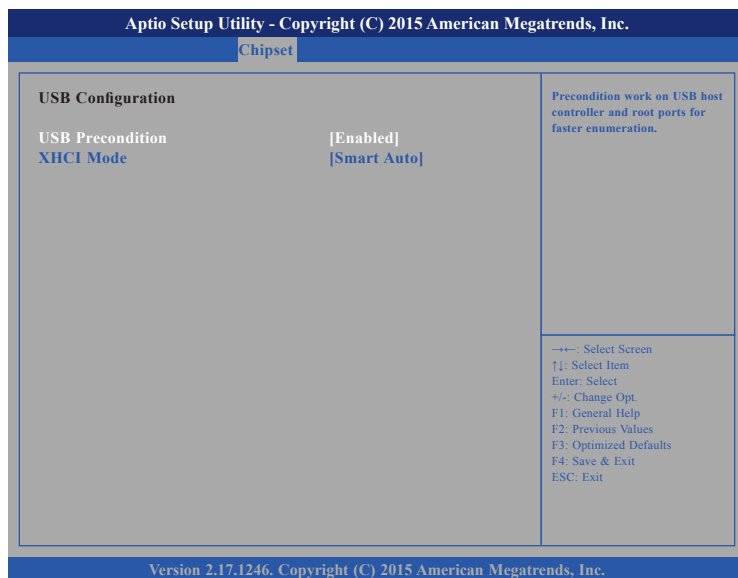 Aptio Setup Utility - Copyright (C) 2015 American Megatrends, Inc.
Chipset
USB Configuration
USB Precondition [Enabled]
XHCI Mode [Smart Auto]
Precondition work on USB host
controller and root ports for
faster enumeration.
→←: Select Screen
↑↓: Select Item
Enter: Select
+/-: Change Opt.
F1: General Help
F2: Previous Values
F3: Optimized Defaults
F4: Save & Exit
ESC: Exit
Version 2.17.1246. Copyright (C) 2015 American Megatrends, Inc.